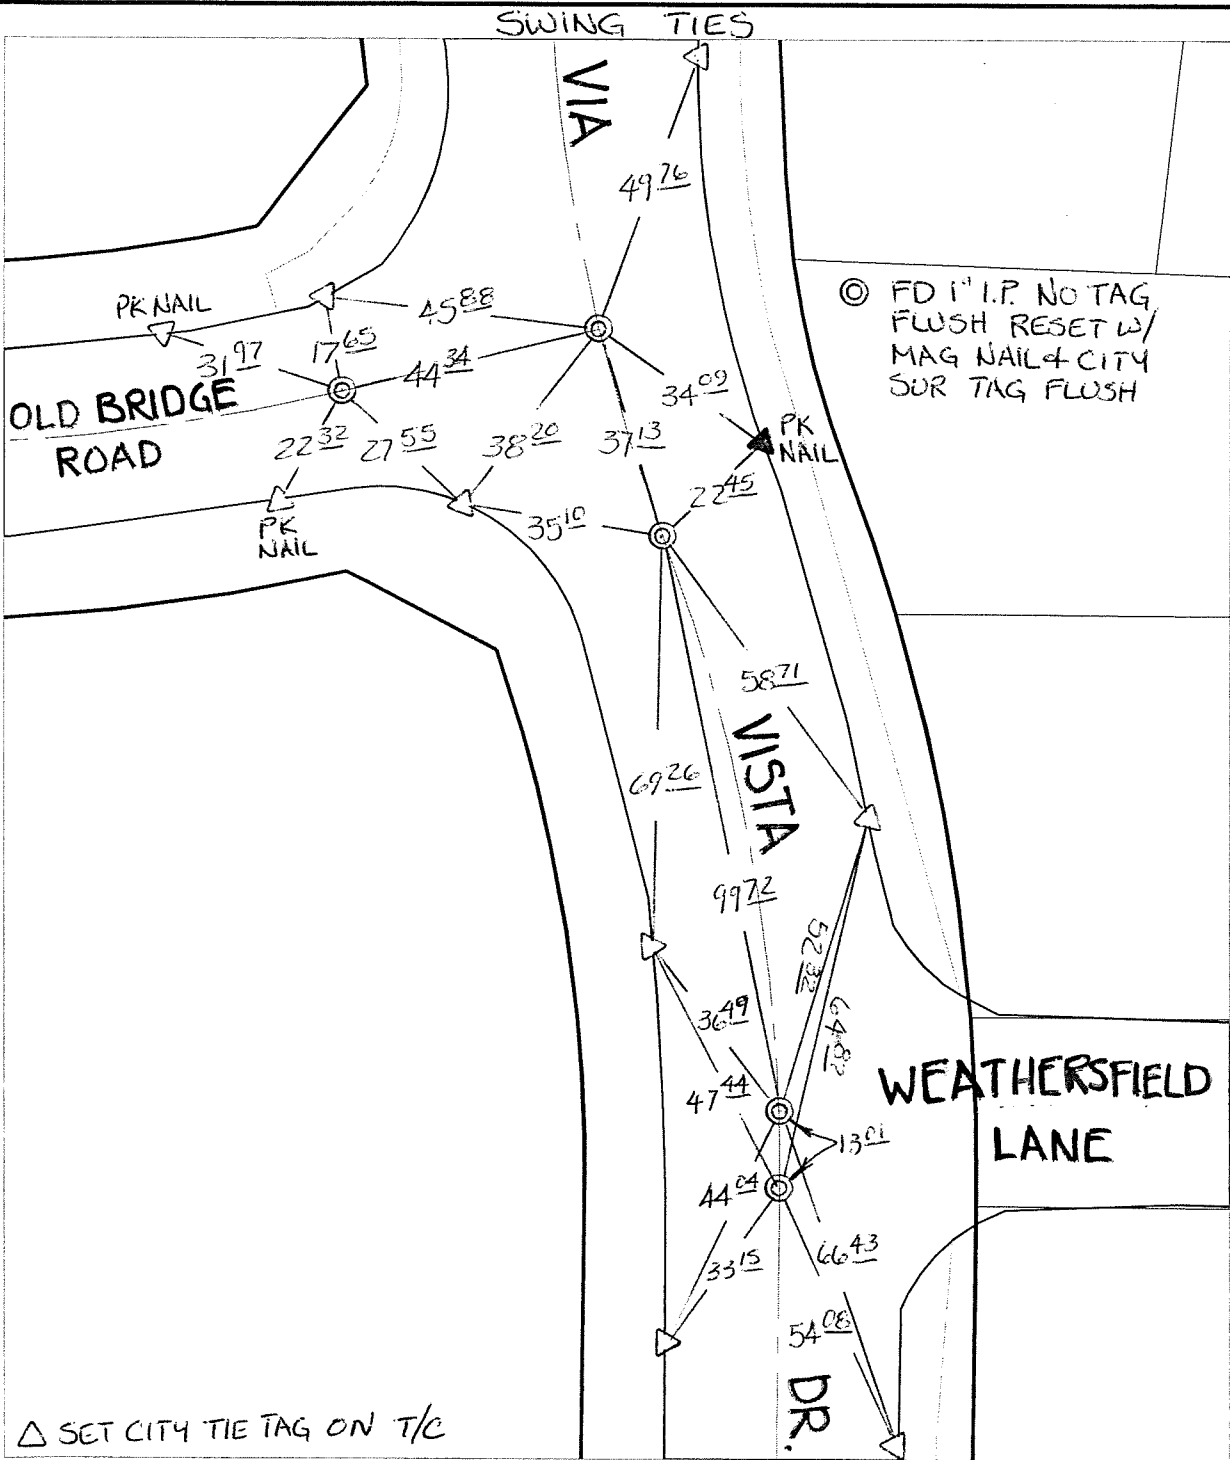 SWING TIES
VIA
49 76
PK NAIL
45 88
◎ FD 1" I.P. NO TAG
FLUSH RESET W/
MAG NAIL & CITY
SUR TAG FLUSH
31 97
17 65
44 34
34 09
OLD BRIDGE
ROAD
22 32
27 55
38 20
37 13
PK
NAIL
22 45
35 10
PK
NAIL
58 71
VISTA
69 26
99 72
52 32
64 82
36 49
47 44
WEATHERSFIELD
LANE
13 01
44 04
33 15
66 43
54 08
DR.
△ SET CITY TIE TAG ON T/C